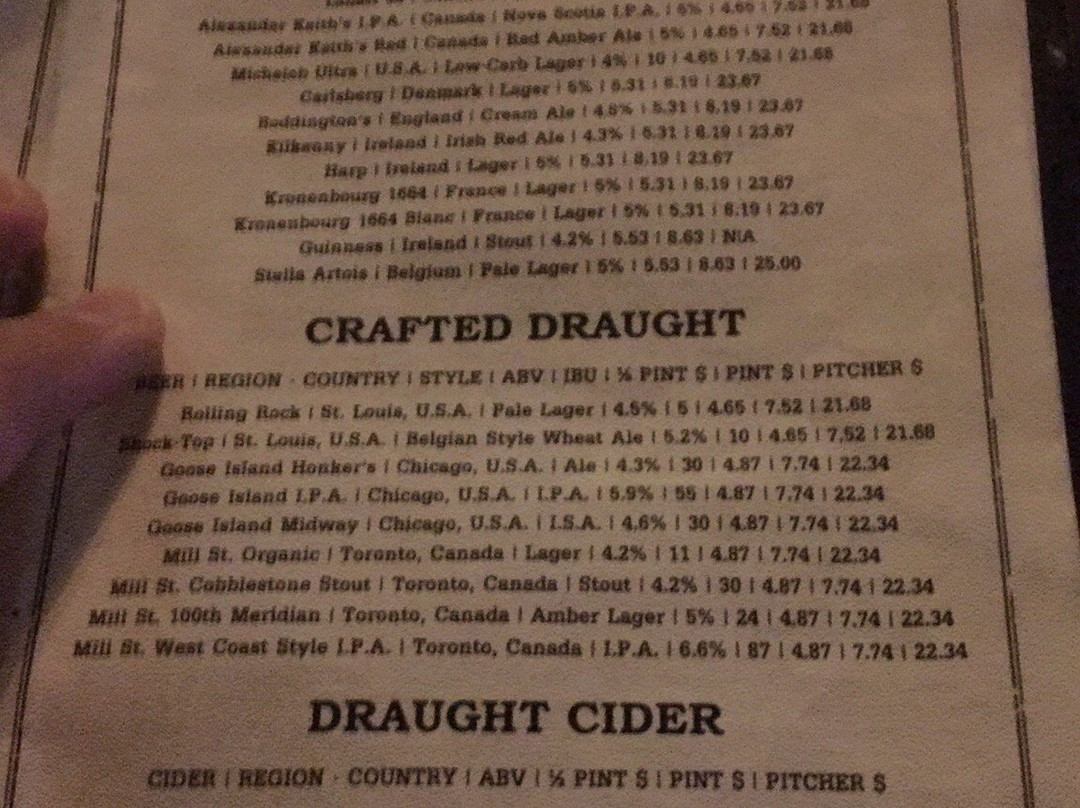 Alexander Keith's I.P.A. | Canada | Nova Scotia I.P.A. | 5% | 4.65 | 7.52 | 21.68
Alexander Keith's Red | Canada | Red Amber Ale | 5% | 4.65 | 7.52 | 21.68
Michelob Ultra | U.S.A. | Low-Carb Lager | 4% | 10 | 4.65 | 7.52 | 21.68
Carlsberg | Denmark | Lager | 5% | 5.31 | 8.19 | 23.67
Boddington's | England | Cream Ale | 4.6% | 5.31 | 8.19 | 23.67
Kilkenny | Ireland | Irish Red Ale | 4.3% | 5.31 | 8.19 | 23.67
Harp | Ireland | Lager | 5% | 5.31 | 8.19 | 23.67
Kronenbourg 1664 | France | Lager | 5% | 5.31 | 8.19 | 23.67
Kronenbourg 1664 Blanc | France | Lager | 5% | 5.31 | 8.19 | 23.67
Guinness | Ireland | Stout | 4.2% | 5.53 | 8.63 | N\A
Stella Artois | Belgium | Pale Lager | 5% | 5.53 | 8.63 | 25.00
CRAFTED DRAUGHT
BEER | REGION - COUNTRY | STYLE | ABV | IBU | ½ PINT $ | PINT $ | PITCHER $
Rolling Rock | St. Louis, U.S.A. | Pale Lager | 4.5% | 5 | 4.65 | 7.52 | 21.68
Shock-Top | St. Louis, U.S.A. | Belgian Style Wheat Ale | 5.2% | 10 | 4.65 | 7.52 | 21.68
Goose Island Honker's | Chicago, U.S.A. | Ale | 4.3% | 30 | 4.87 | 7.74 | 22.34
Goose Island I.P.A. | Chicago, U.S.A. | I.P.A. | 5.9% | 55 | 4.87 | 7.74 | 22.34
Goose Island Midway | Chicago, U.S.A. | I.S.A. | 4.6% | 30 | 4.87 | 7.74 | 22.34
Mill St. Organic | Toronto, Canada | Lager | 4.2% | 11 | 4.87 | 7.74 | 22.34
Mill St. Cobblestone Stout | Toronto, Canada | Stout | 4.2% | 30 | 4.87 | 7.74 | 22.34
Mill St. 100th Meridian | Toronto, Canada | Amber Lager | 5% | 24 | 4.87 | 7.74 | 22.34
Mill St. West Coast Style I.P.A. | Toronto, Canada | I.P.A. | 6.6% | 87 | 4.87 | 7.74 | 22.34
DRAUGHT CIDER
CIDER | REGION - COUNTRY | ABV | ½ PINT $ | PINT $ | PITCHER $